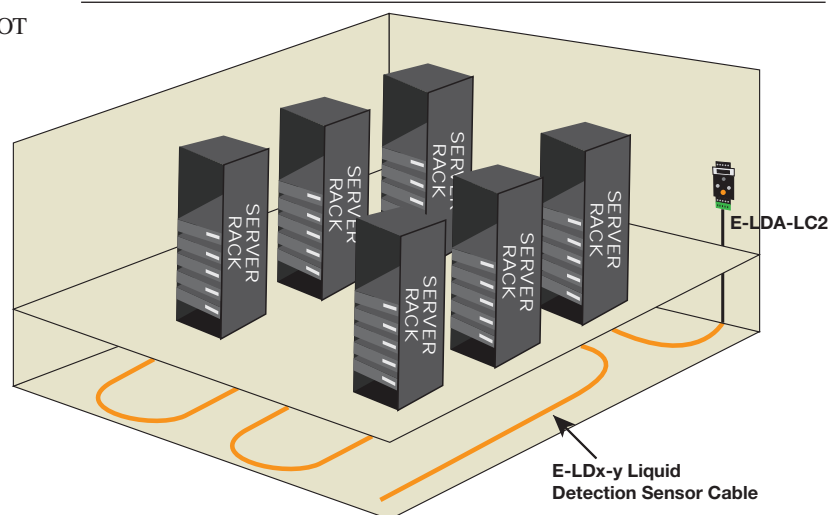 OT
SERVER
RACK
SERVER
RACK
SERVER
RACK
SERVER
RACK
SERVER
RACK
SERVER
RACK
E-LDA-LC2
E-LDx-y Liquid
Detection Sensor Cable